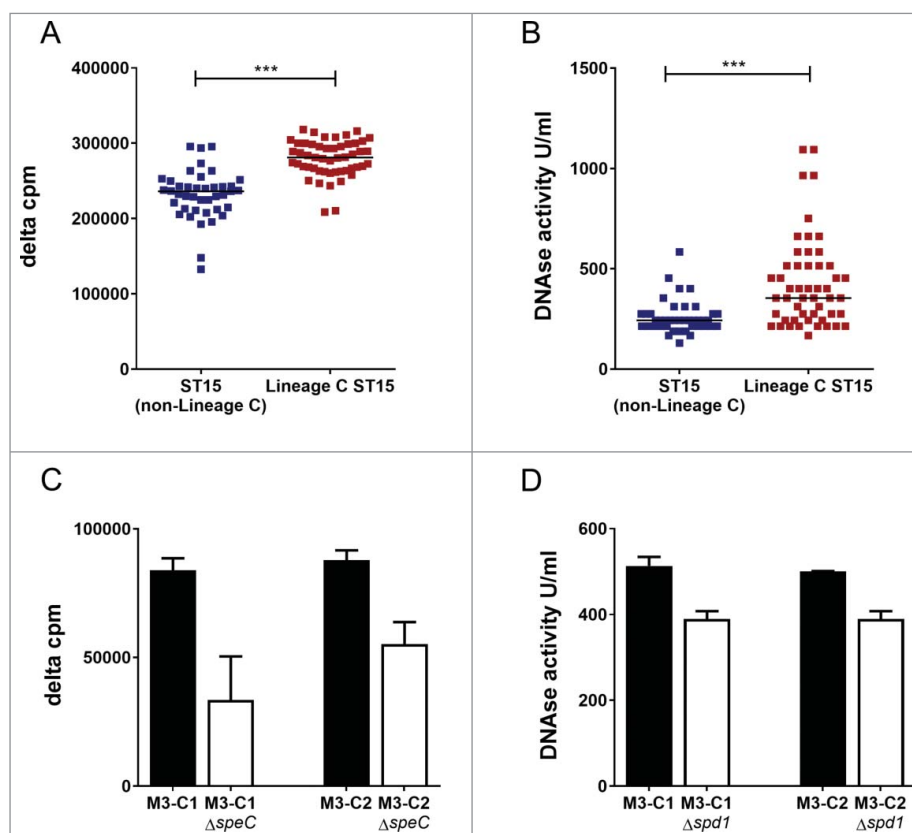 A
delta cpm
400000
300000
200000
100000
0
***
ST15
(non-Lineage C)
Lineage C ST15
B
DNAse activity U/ml
1500
1000
500
0
***
ST15
(non-Lineage C)
Lineage C ST15
C
delta cpm
100000
50000
0
M3-C1
M3-C1
ΔspeC
M3-C2
M3-C2
ΔspeC
D
DNAse activity U/ml
600
400
200
0
M3-C1
M3-C1
Δspd1
M3-C2
M3-C2
Δspd1